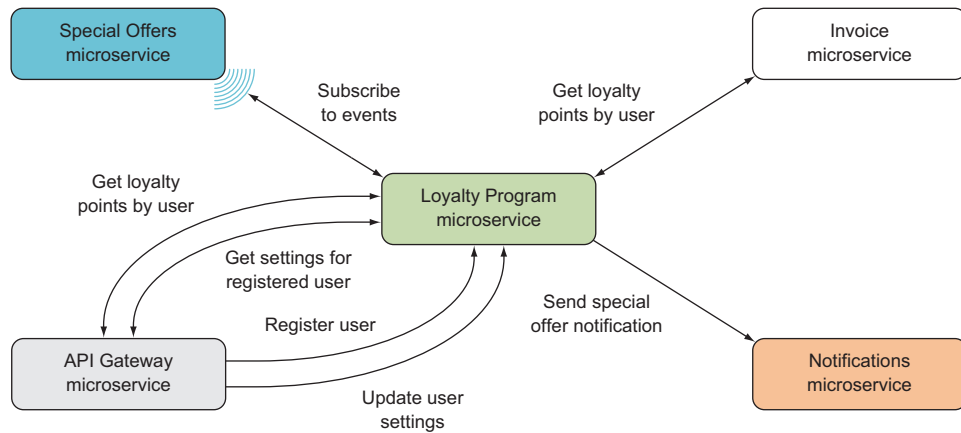 Special Offers
microservice
Invoice
microservice
Subscribe
to events
Get loyalty
points by user
Get loyalty
points by user
Loyalty Program
microservice
Get settings for
registered user
Register user
Send special
offer notification
API Gateway
microservice
Notifications
microservice
Update user
settings